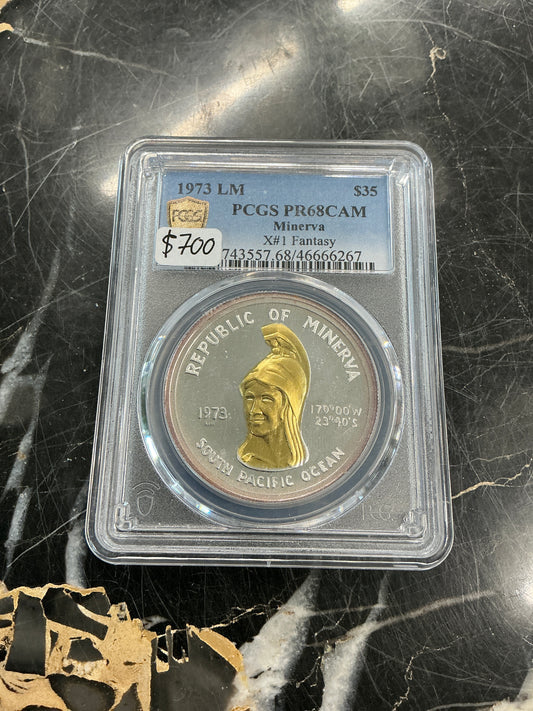 1973 LM $35
PCGS PCGS PR68CAM
Minerva
X#1 Fantasy
$700 743557.68/46666267
REPUBLIC OF MINERVA
1973
170°00'W
23°40'S
SOUTH PACIFIC OCEAN